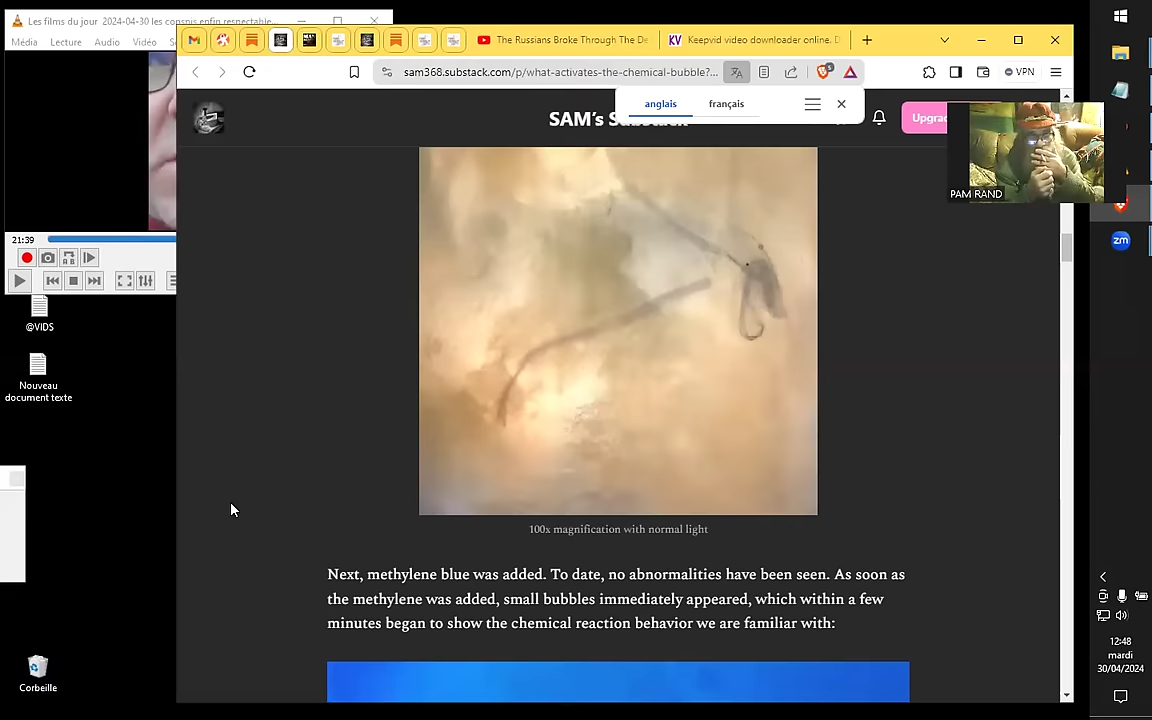 Les films du jour 2024-04-30 les conspis enfin respectable...
Média Lecture Audio Vidéo
21:39
@VIDS
Nouveau
document texte
Corbeille
The Russians Broke Through The De
KV Keepvid video downloader online. D
sam368.substack.com/p/what-activates-the-chemical-bubble?...
5
VPN
anglais français
SAM's Substack
Upgrad
PAM RAND
zm
100x magnification with normal light
Next, methylene blue was added. To date, no abnormalities have been seen. As soon as
the methylene was added, small bubbles immediately appeared, which within a few
minutes began to show the chemical reaction behavior we are familiar with:
12:48
mardi
30/04/2024